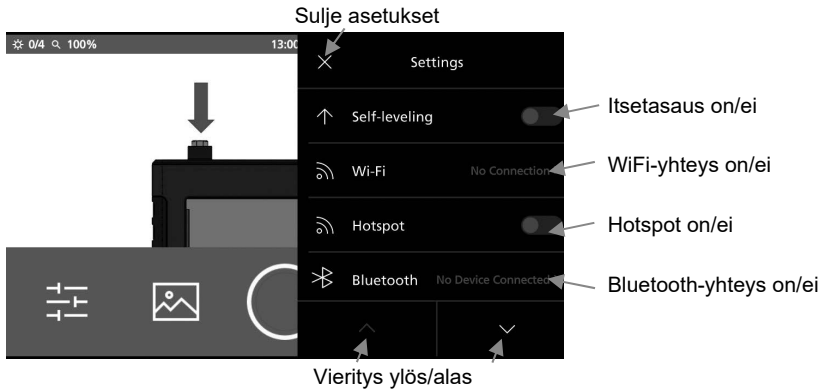 Sulje asetukset
0/4 100% 13:00
Settings
Self-leveling
Itsetasaus on/ei
Wi-Fi No Connection
WiFi-yhteys on/ei
Hotspot
Hotspot on/ei
Bluetooth No Device Connected
Bluetooth-yhteys on/ei
Vieritys ylös/alas